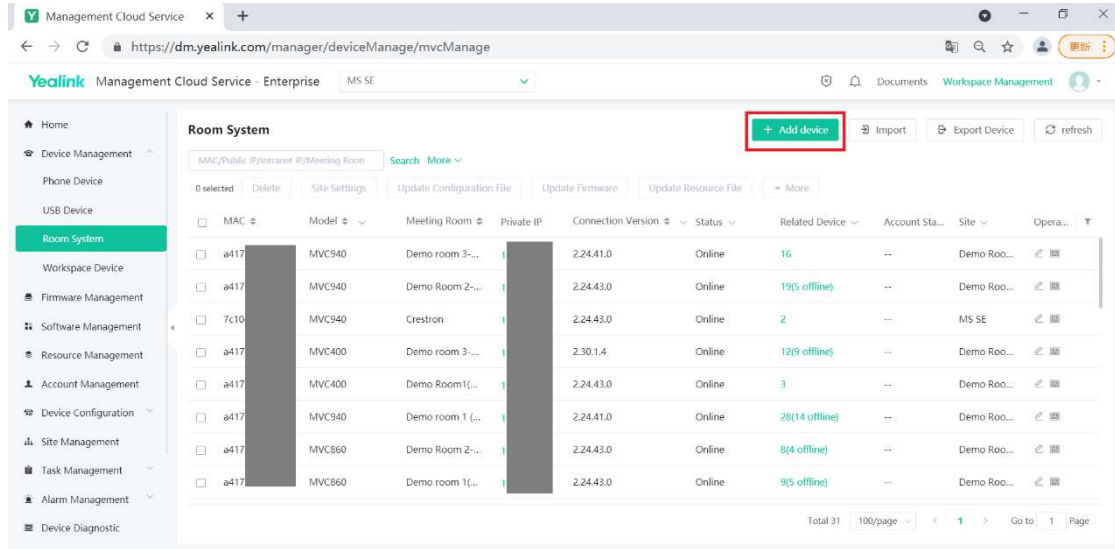 Management Cloud Service
https://dm.yealink.com/manager/deviceManage/mvcManage
更新
Yealink Management Cloud Service - Enterprise MS SE
Documents Workspace Management
Home
Device Management
Phone Device
USB Device
Room System
Workspace Device
Firmware Management
Software Management
Resource Management
Account Management
Device Configuration
Site Management
Task Management
Alarm Management
Device Diagnostic
Room System
+ Add device Import Export Device refresh
MAC/Public IP/Intranet IP/Meeting Roon Search More
0 selected Delete Site Settings Update Configuration File Update Firmware Update Resource File More
MAC Model Meeting Room Private IP Connection Version Status Related Device Account Sta... Site Opera...
a417 MVC940 Demo room 3-... 1 2.24.41.0 Online 16 -- Demo Roo...
a417 MVC940 Demo Room 2-... 1 2.24.43.0 Online 19(5 offline) -- Demo Roo...
7c10 MVC940 Crestron 1 2.24.43.0 Online 2 -- MS SE
a417 MVC400 Demo room 3-... 1 2.30.1.4 Online 12(9 offline) -- Demo Roo...
a417 MVC400 Demo Room1(... 1 2.24.43.0 Online 3 -- Demo Roo...
a417 MVC940 Demo room 1 (... 1 2.24.41.0 Online 28(14 offline) -- Demo Roo...
a417 MVC860 Demo Room 2-... 1 2.24.43.0 Online 8(4 offline) -- Demo Roo...
a417 MVC860 Demo room 1(... 1 2.24.43.0 Online 9(5 offline) -- Demo Roo...
Total 31 100/page < 1 > Go to 1 Page